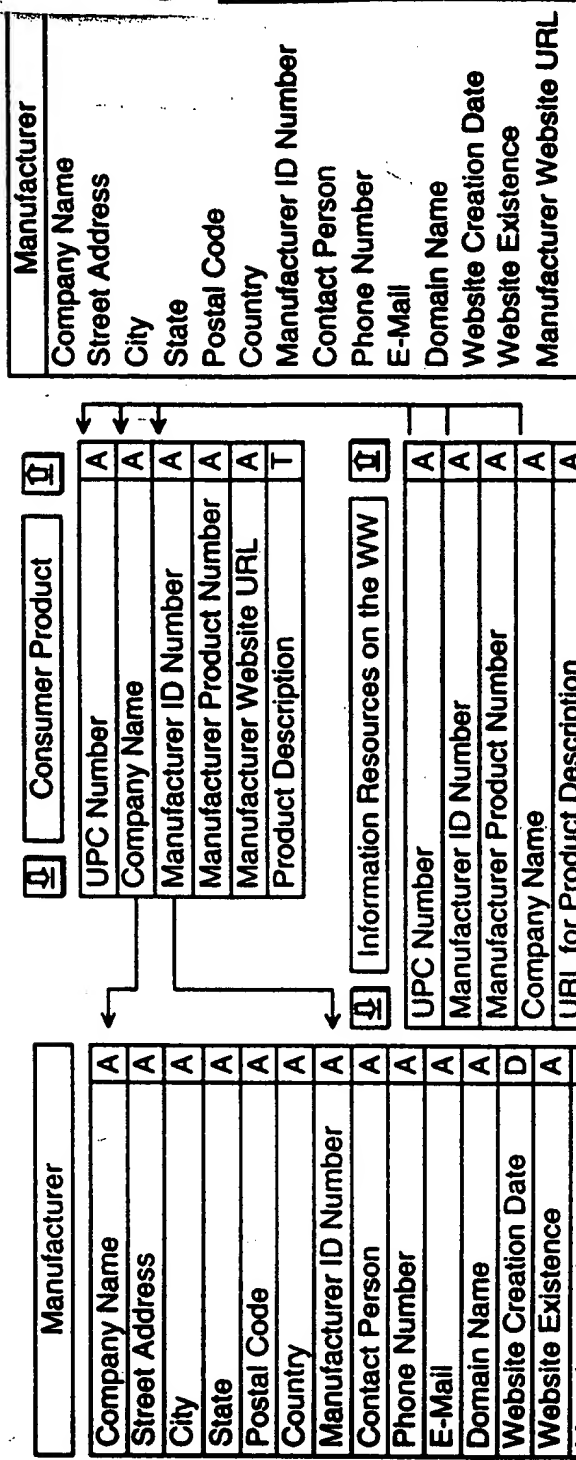 Manufacturer
Company Name A
Street Address A
City A
State A
Postal Code A
Country A
Manufacturer ID Number A
Contact Person A
Phone Number A
E-Mail A
Domain Name A
Website Creation Date D
Website Existence A
Consumer Product
UPC Number A
Company Name A
Manufacturer ID Number A
Manufacturer Product Number A
Manufacturer Website URL A
Product Description T
Information Resources on the WW
UPC Number A
Manufacturer ID Number A
Manufacturer Product Number A
Company Name A
URL for Product Description A
Manufacturer
Company Name
Street Address
City
State
Postal Code
Country
Manufacturer ID Number
Contact Person
Phone Number
E-Mail
Domain Name
Website Creation Date
Website Existence
Manufacturer Website URL